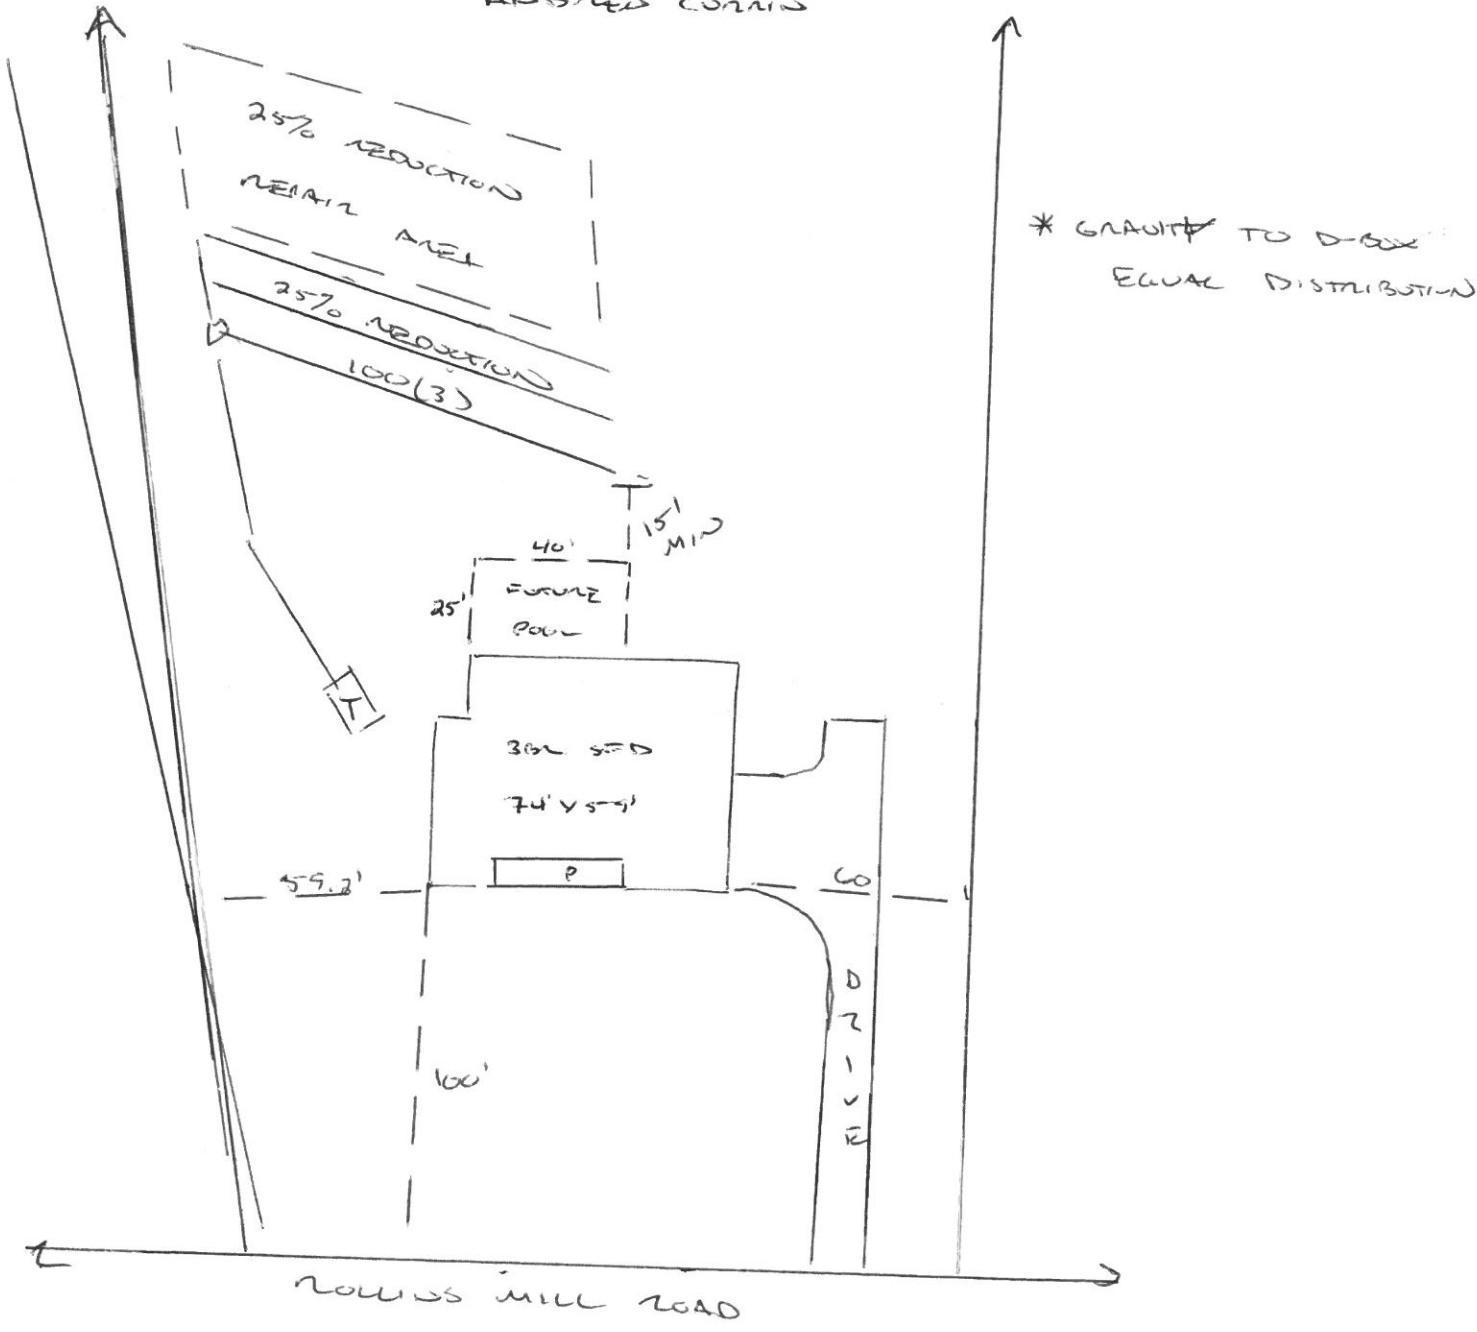 25% REDUCTION
REPAIR
AREA
25% REDUCTION
100(3)
* GRAVITY TO D-BOX
EQUAL DISTRIBUTION
15'
MIN
40'
25'
FUTURE
POOL
T
3BR SFD
74' X 59'
P
59.2'
60
100'
DRIVE
ROLLINS MILL ROAD